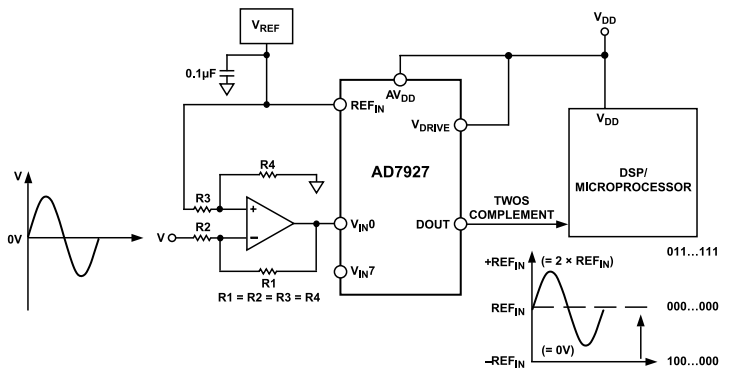 VREF
0.1µF
VDD
AVDD
REFIN
VDRIVE
VDD
AD7927
DSP/
MICROPROCESSOR
V
0V
R4
R3
+
V
R2
–
R1
R1 = R2 = R3 = R4
VIN0
VIN7
DOUT
TWOS
COMPLEMENT
011...111
+REFIN
(= 2 × REFIN)
REFIN
000...000
(= 0V)
–REFIN
100...000